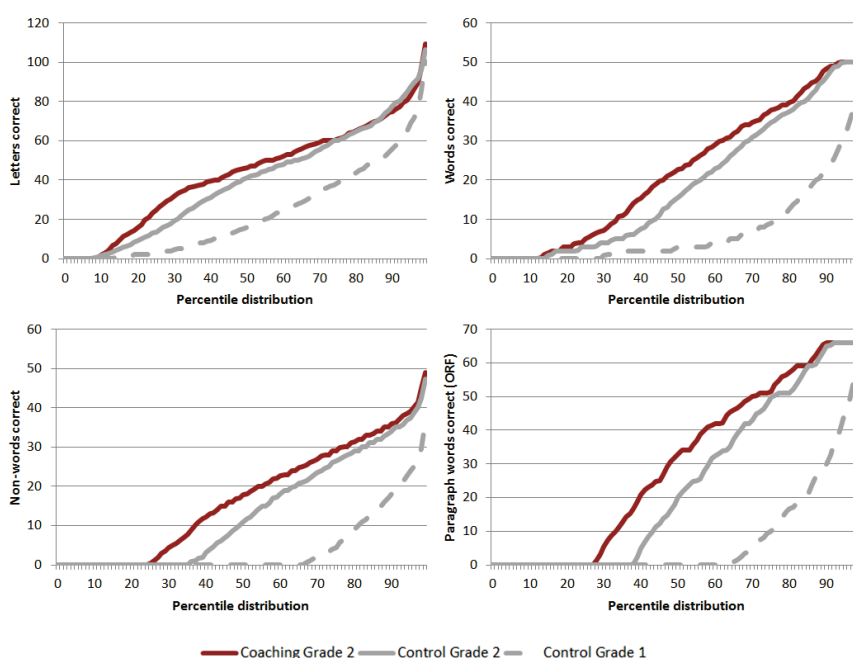 120
100
80
60
40
20
0
Letters correct
0 10 20 30 40 50 60 70 80 90
Percentile distribution
60
50
40
30
20
10
0
Words correct
0 10 20 30 40 50 60 70 80 90
Percentile distribution
60
50
40
30
20
10
0
Non-words correct
0 10 20 30 40 50 60 70 80 90
Percentile distribution
70
60
50
40
30
20
10
0
Paragraph words correct (ORF)
0 10 20 30 40 50 60 70 80 90
Percentile distribution
Coaching Grade 2 Control Grade 2 Control Grade 1